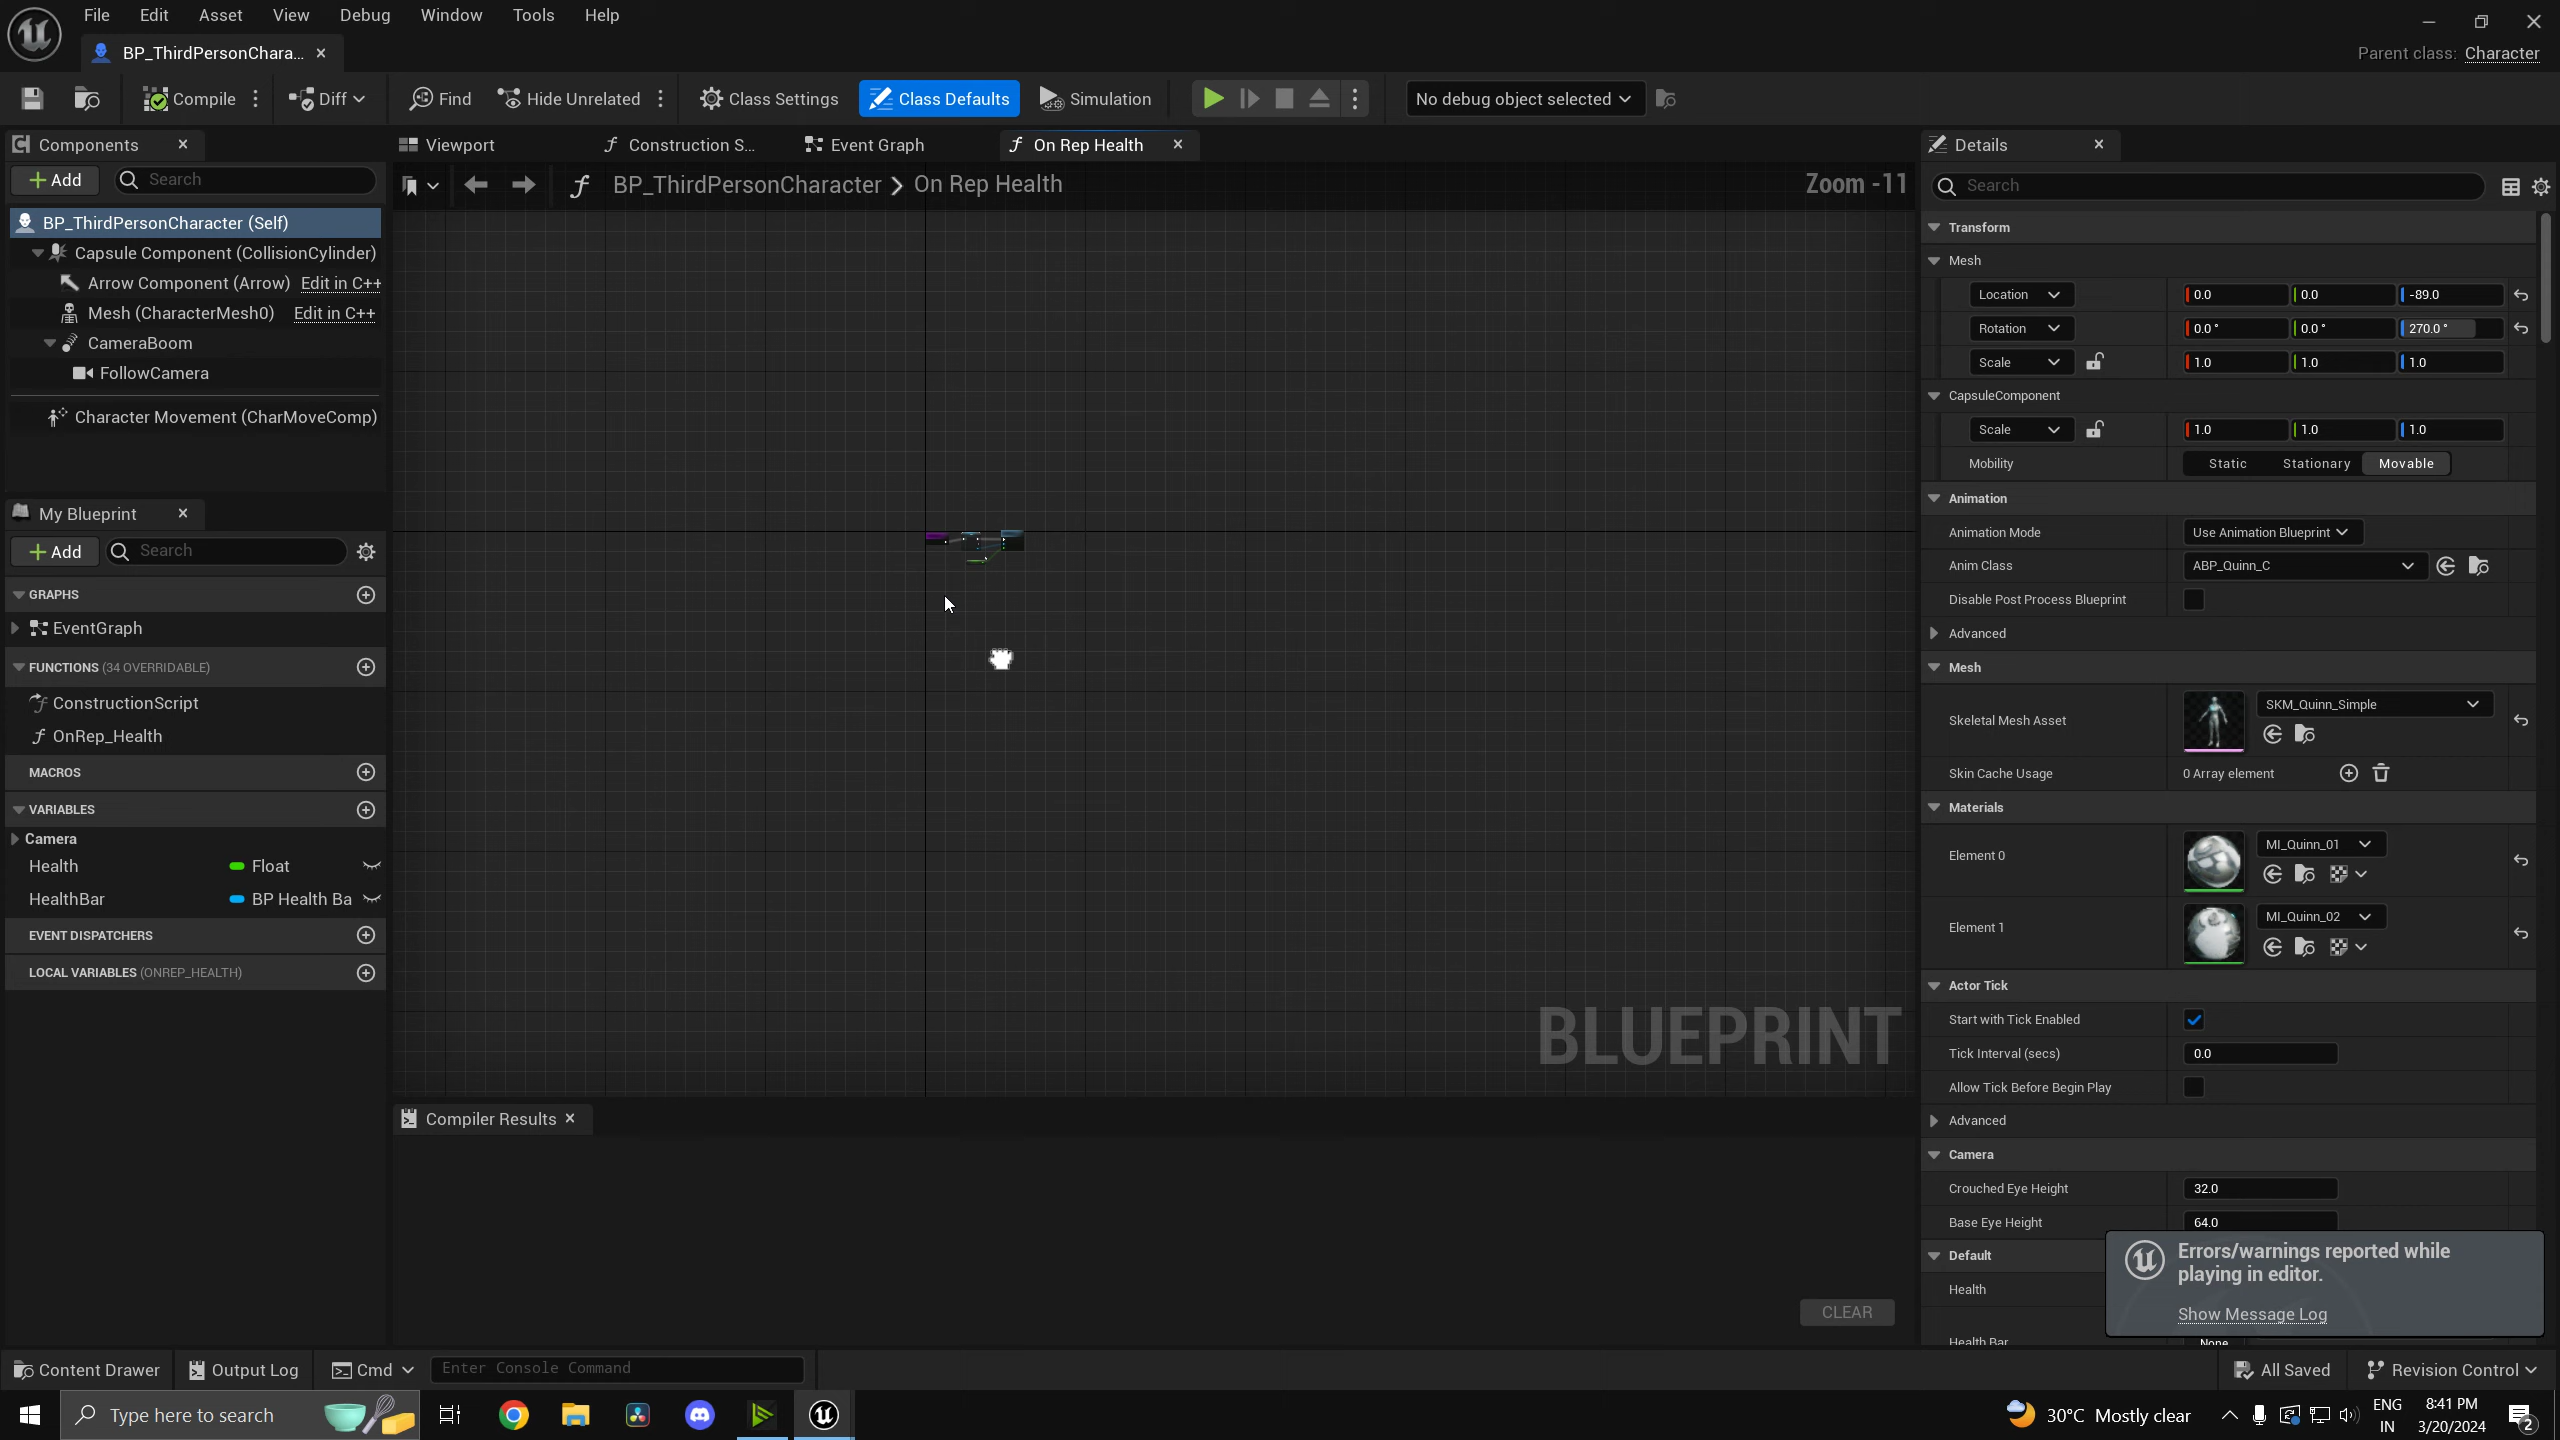 File Edit Asset View Debug Window Tools Help
BP_ThirdPersonChara...
Parent class: Character
Compile Diff Find Hide Unrelated Class Settings Class Defaults Simulation No debug object selected
Components
Viewport Construction S... Event Graph On Rep Health
Details
Add Search
BP_ThirdPersonCharacter On Rep Health
Zoom -11
Search
BP_ThirdPersonCharacter (Self)
Capsule Component (CollisionCylinder)
Arrow Component (Arrow) Edit in C++
Mesh (CharacterMesh0) Edit in C++
CameraBoom
FollowCamera
Character Movement (CharMoveComp)
My Blueprint
Add Search
GRAPHS
EventGraph
FUNCTIONS (34 OVERRIDABLE)
ConstructionScript
OnRep_Health
MACROS
VARIABLES
Camera
Health Float
HealthBar BP Health Ba
EVENT DISPATCHERS
LOCAL VARIABLES (ONREP_HEALTH)
BLUEPRINT
Compiler Results
CLEAR
Transform
Mesh
Location 0.0 0.0 -89.0
Rotation 0.0 ° 0.0 ° 270.0 °
Scale 1.0 1.0 1.0
CapsuleComponent
Scale 1.0 1.0 1.0
Mobility Static Stationary Movable
Animation
Animation Mode Use Animation Blueprint
Anim Class ABP_Quinn_C
Disable Post Process Blueprint
Advanced
Mesh
Skeletal Mesh Asset SKM_Quinn_Simple
Skin Cache Usage 0 Array element
Materials
Element 0 MI_Quinn_01
Element 1 MI_Quinn_02
Actor Tick
Start with Tick Enabled
Tick Interval (secs) 0.0
Allow Tick Before Begin Play
Advanced
Camera
Crouched Eye Height 32.0
Base Eye Height 64.0
Default
Health
Health Bar None
Errors/warnings reported while
playing in editor.
Show Message Log
Content Drawer Output Log Cmd Enter Console Command All Saved Revision Control
Type here to search
30°C Mostly clear
ENG
IN
8:41 PM
3/20/2024
2